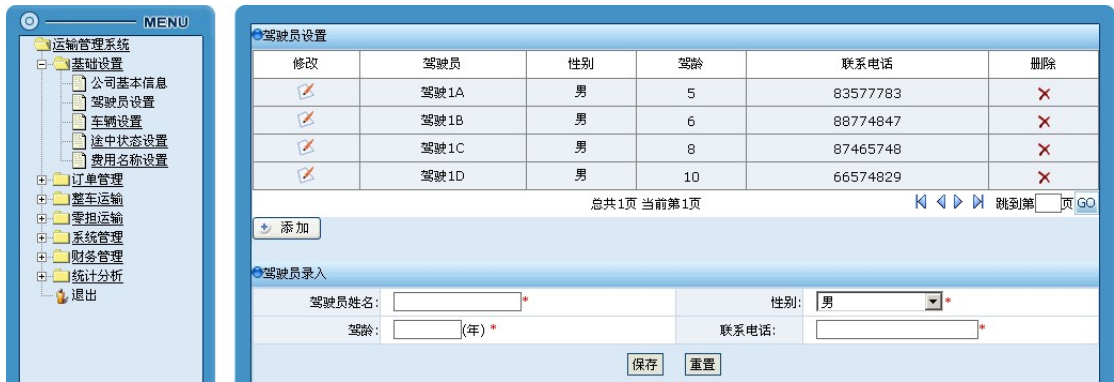 MENU
运输管理系统
基础设置
公司基本信息
驾驶员设置
车辆设置
途中状态设置
费用名称设置
订单管理
整车运输
零担运输
系统管理
财务管理
统计分析
退出
驾驶员设置
修改 驾驶员 性别 驾龄 联系电话 删除
驾驶1A 男 5 83577783
驾驶1B 男 6 88774847
驾驶1C 男 8 87465748
驾驶1D 男 10 66574829
总共1页 当前第1页 跳到第 页 GO
添加
驾驶员录入
驾驶员姓名: * 性别: 男 *
驾龄: (年) * 联系电话: *
保存 重置